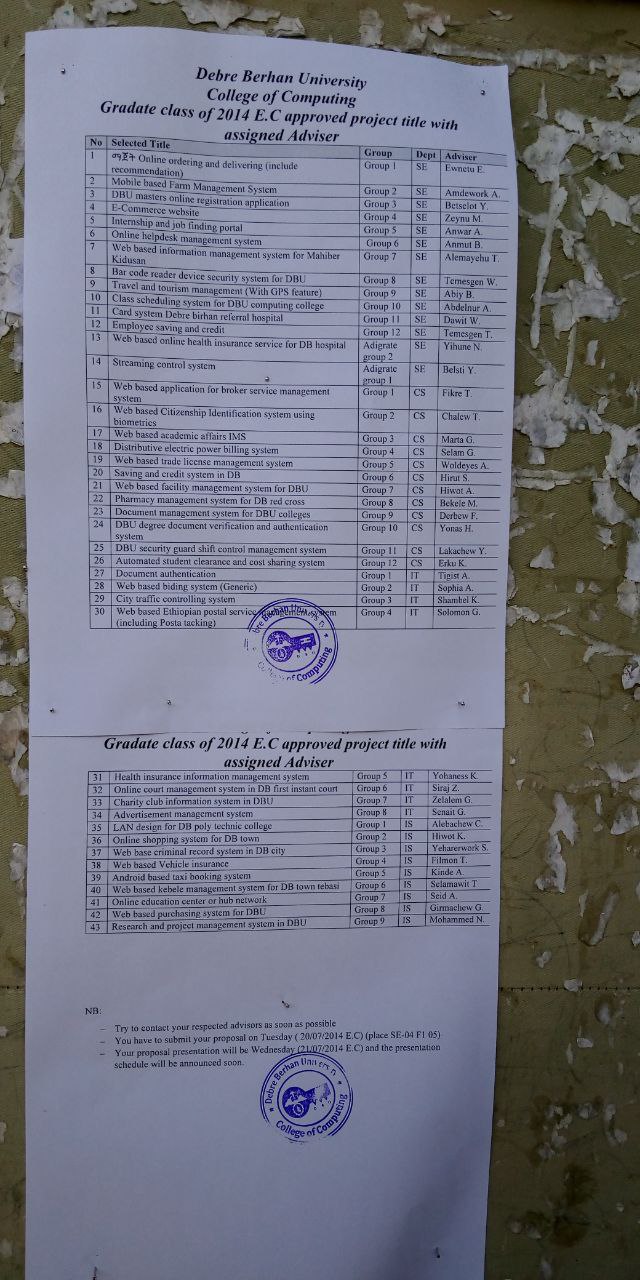 Debre Berhan University
College of Computing
Gradate class of 2014 E.C approved project title with
assigned Adviser
No Selected Title Group Dept Adviser
1 ማጀት Online ordering and delivering (include recommendation) Group 1 SE Ewnetu E.
2 Mobile based Farm Management System Group 2 SE Amdework A.
3 DBU masters online registration application Group 3 SE Betselot Y.
4 E-Commerce website Group 4 SE Zeynu M.
5 Internship and job finding portal Group 5 SE Anwar A.
6 Online helpdesk management system Group 6 SE Anmut B.
7 Web based information management system for Mahiber Kidusan Group 7 SE Alemayehu T.
8 Bar code reader device security system for DBU Group 8 SE Temesgen W.
9 Travel and tourism management (With GPS feature) Group 9 SE Abiy B.
10 Class scheduling system for DBU computing college Group 10 SE Abdelnur A.
11 Card system Debre birhan referral hospital Group 11 SE Dawit W.
12 Employee saving and credit Group 12 SE Temesgen T.
13 Web based online health insurance service for DB hospital Adigrate group 2 SE Yihune N.
14 Streaming control system Adigrate group 1 SE Belsti Y.
15 Web based application for broker service management system Group 1 CS Fikre T.
16 Web based Citizenship Identification system using biometrics Group 2 CS Chalew T.
17 Web based academic affairs IMS Group 3 CS Marta G.
18 Distributive electric power billing system Group 4 CS Selam G.
19 Web based trade license management system Group 5 CS Woldeyes A.
20 Saving and credit system in DB Group 6 CS Hirut S.
21 Web based facility management system for DBU Group 7 CS Hiwot A.
22 Pharmacy management system for DB red cross Group 8 CS Bekele M.
23 Document management system for DBU colleges Group 9 CS Derbew F.
24 DBU degree document verification and authentication system Group 10 CS Yonas H.
25 DBU security guard shift control management system Group 11 CS Lakachew Y.
26 Automated student clearance and cost sharing system Group 12 CS Erku K.
27 Document authentication Group 1 IT Tigist A.
28 Web based biding system (Generic) Group 2 IT Sophia A.
29 City traffic controlling system Group 3 IT Shambel K.
30 Web based Ethiopian postal service management system (including Posta tacking) Group 4 IT Solomon G.
Debre Berhan University
College of Computing
Gradate class of 2014 E.C approved project title with
assigned Adviser
31 Health insurance information management system Group 5 IT Yohaness K.
32 Online court management system in DB first instant court Group 6 IT Siraj Z.
33 Charity club information system in DBU Group 7 IT Zelalem G.
34 Advertisement management system Group 8 IT Senait G.
35 LAN design for DB poly technic college Group 1 IS Alebachew C.
36 Online shopping system for DB town Group 2 IS Hiwot K.
37 Web base criminal record system in DB city Group 3 IS Yeharerwork S.
38 Web based Vehicle insurance Group 4 IS Filmon T.
39 Android based taxi booking system Group 5 IS Kinde A.
40 Web based kebele management system for DB town tebasi Group 6 IS Selamawit T
41 Online education center or hub network Group 7 IS Seid A.
42 Web based purchasing system for DBU Group 8 IS Girmachew G.
43 Research and project management system in DBU Group 9 IS Mohammed N.
NB:
– Try to contact your respected advisors as soon as possible
– You have to submit your proposal on Tuesday ( 20/07/2014 E.C) (place SE-04 F1 05)
– Your proposal presentation will be Wednesday (21/07/2014 E.C) and the presentation
schedule will be announced soon.
Debre Berhan University
College of Computing